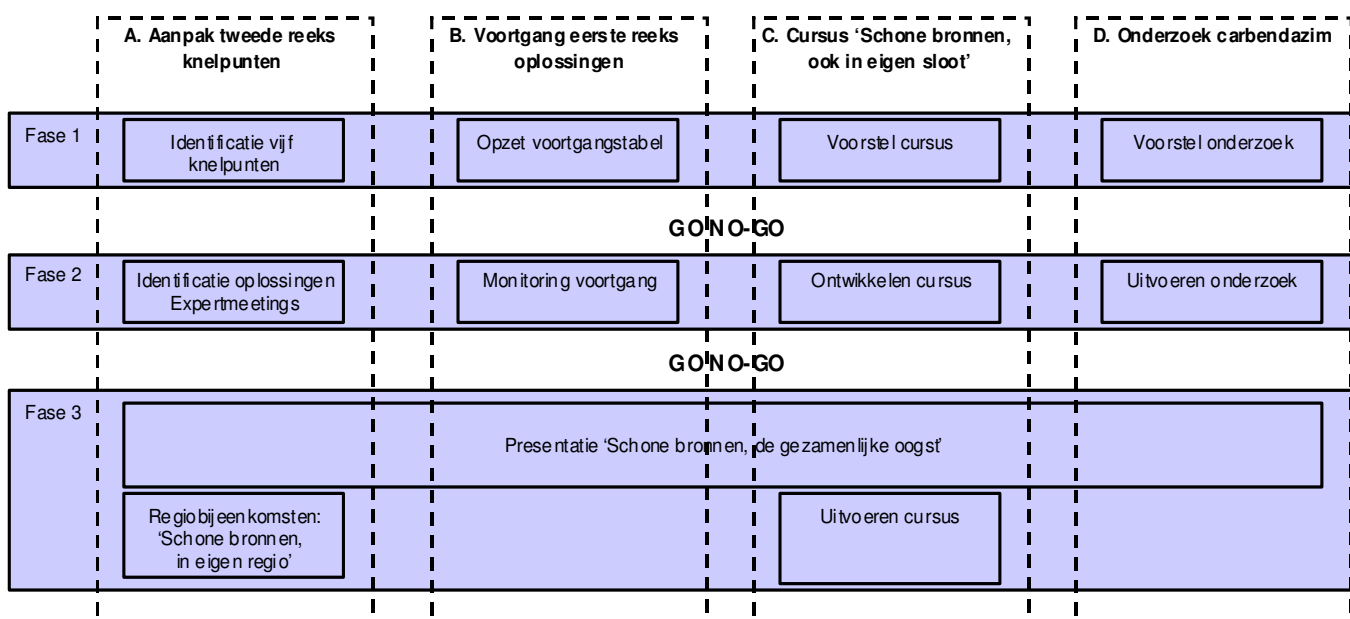 A. Aanpak tweede reeks
knelpunten
B. Voortgang eerste reeks
oplossingen
C. Cursus ‘Schone bronnen,
ook in eigen sloot’
D. Onderzoek carbendazim
Fase 1
Identificatie vijf
knelpunten
Opzet voortgangstabel
Voorstel cursus
Voorstel onderzoek
GO NO-GO
Fase 2
Identificatie oplossingen
Expertmeetings
Monitoring voortgang
Ontwikkelen cursus
Uitvoeren onderzoek
GO NO-GO
Fase 3
Presentatie ‘Schone bronnen, de gezamenlijke oogst’
Regiobijeenkomsten:
‘Schone bronnen,
in eigen regio’
Uitvoeren cursus